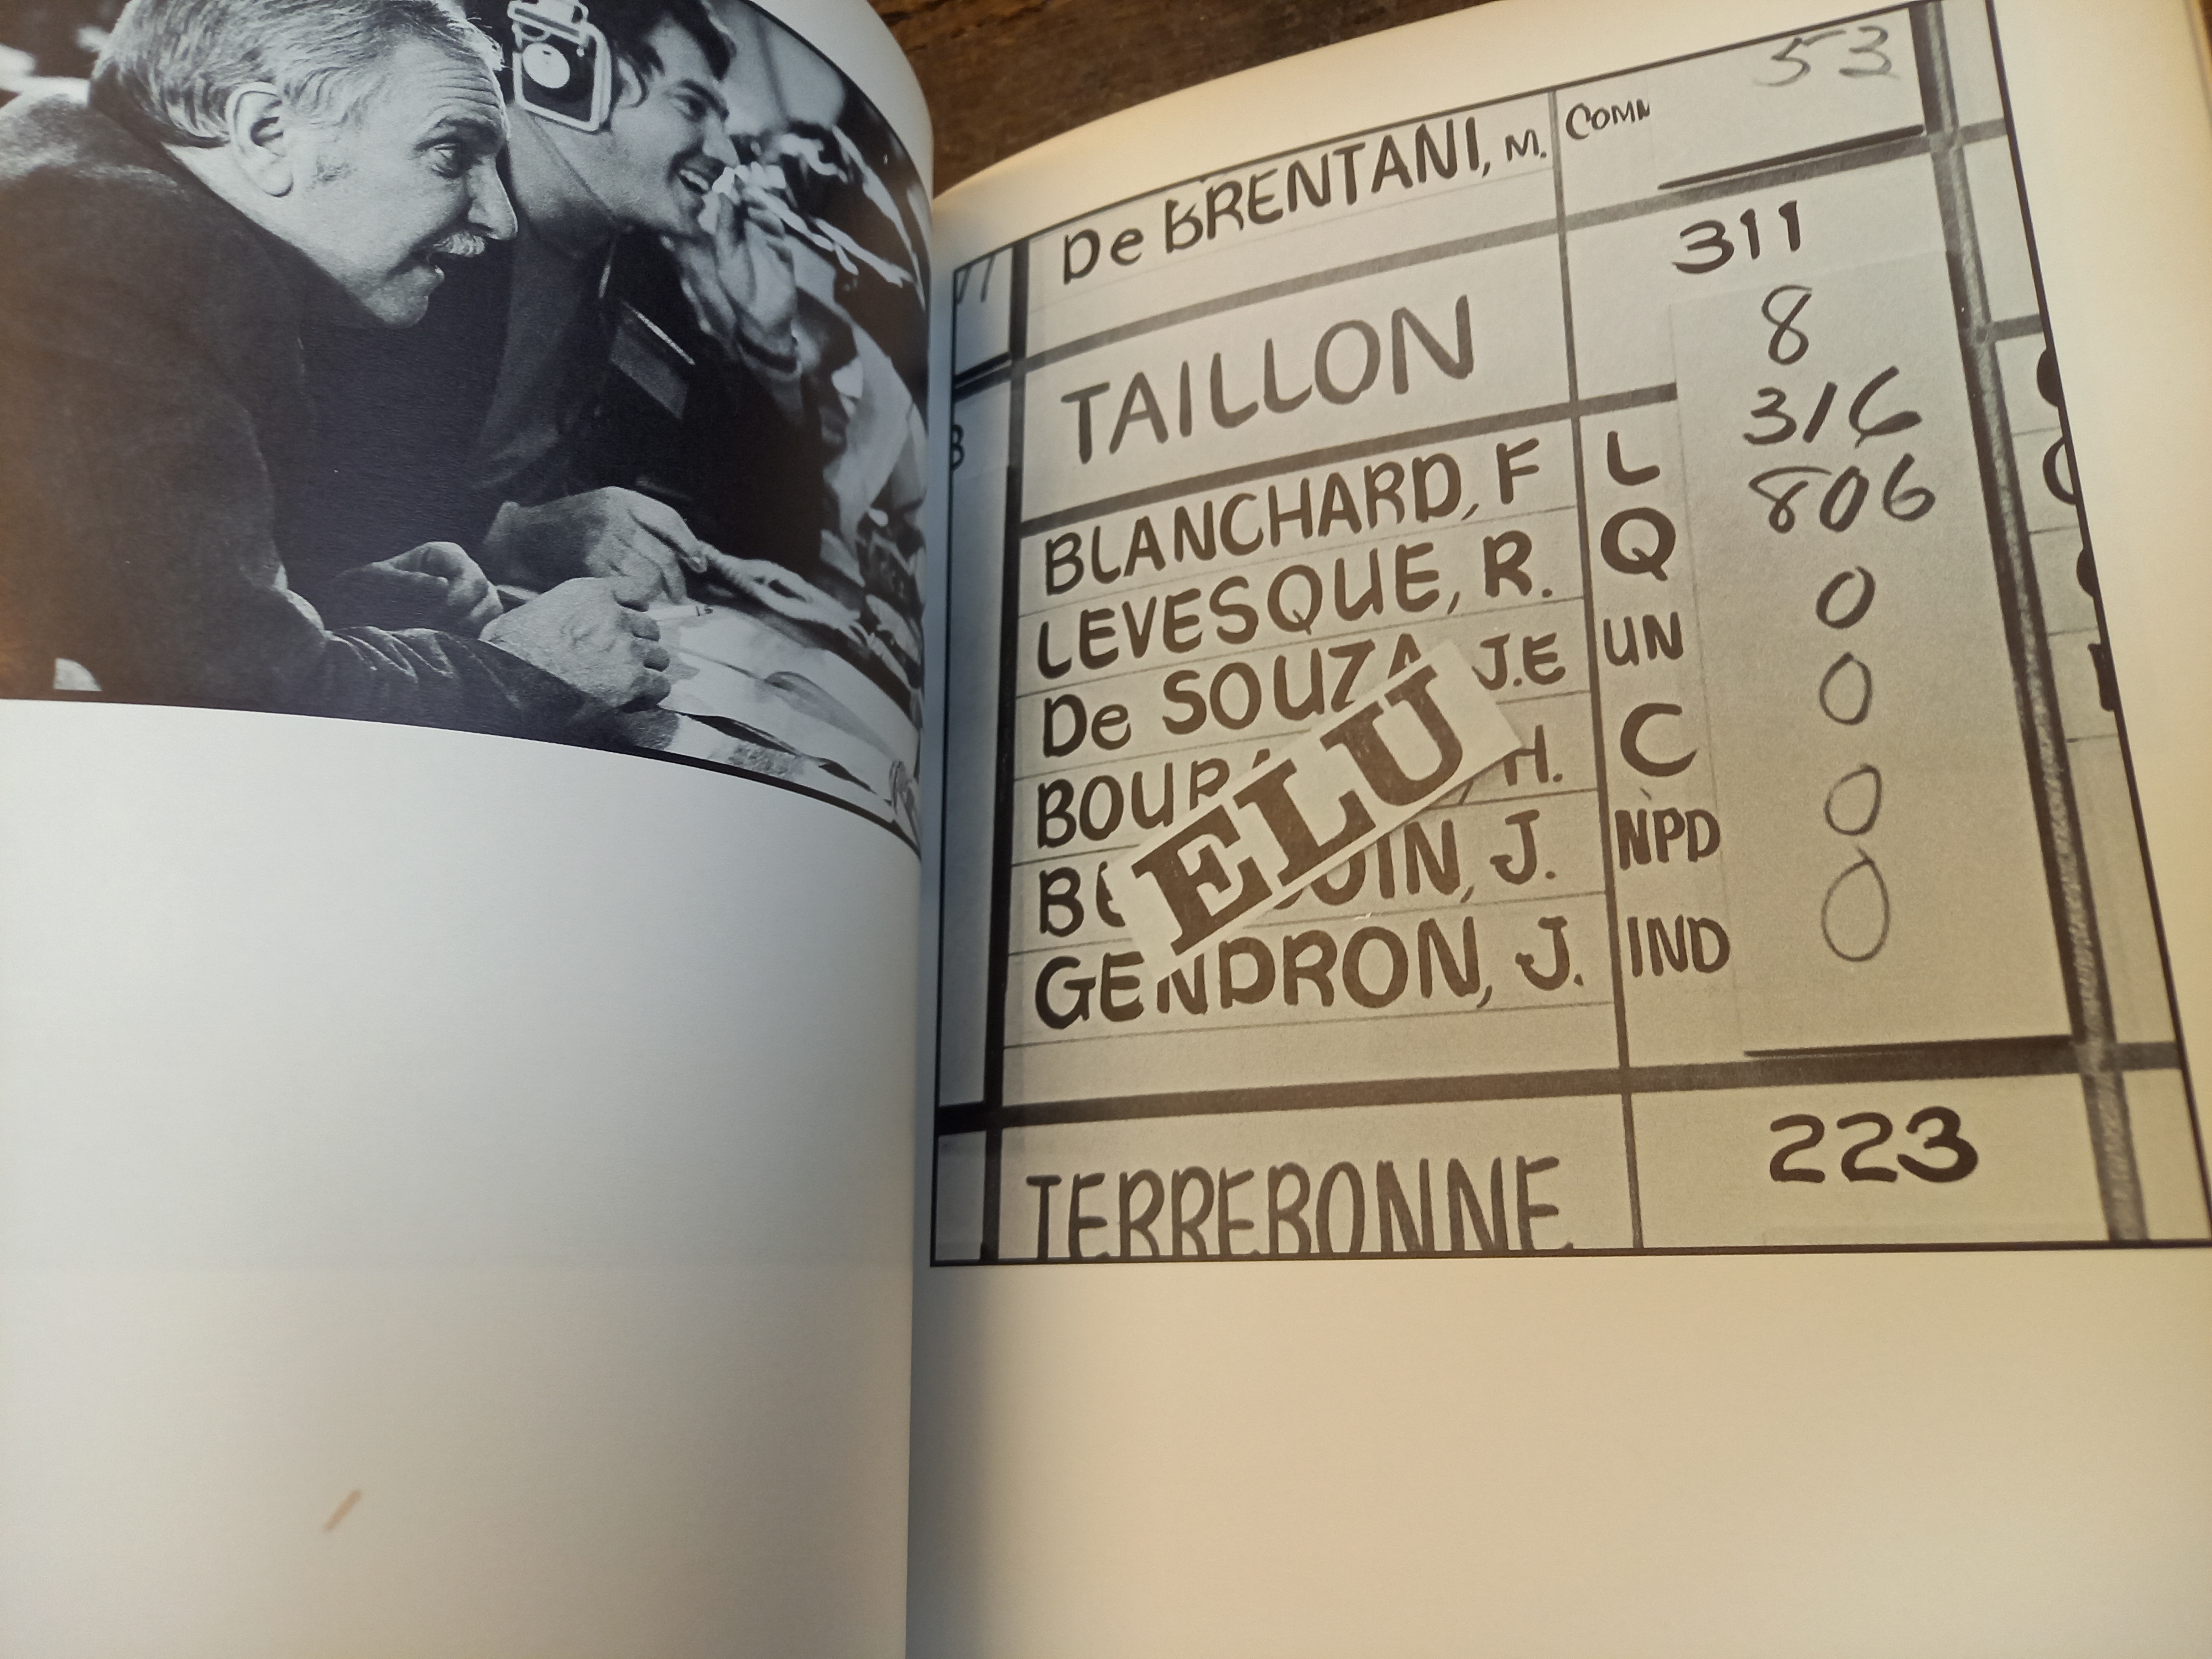 De BRENTANI, M. COMM 53
TAILLON 311
8
BLANCHARD, F L 316
LEVESQUE, R. Q 806
De SOUZA, J.E UN 0
H. C 0
J. NPD 0
GENDRON, J. IND 0
ELU
TERREBONNE 223